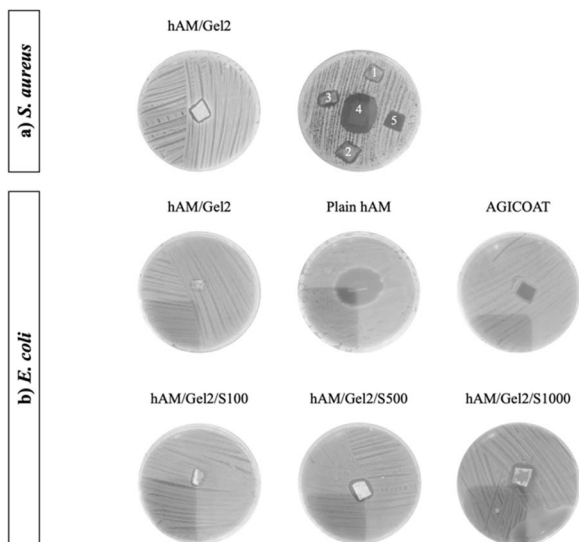 a) S. aureus
hAM/Gel2
1
3
4
5
2
b) E. coli
hAM/Gel2
Plain hAM
AGICOAT
hAM/Gel2/S100
hAM/Gel2/S500
hAM/Gel2/S1000